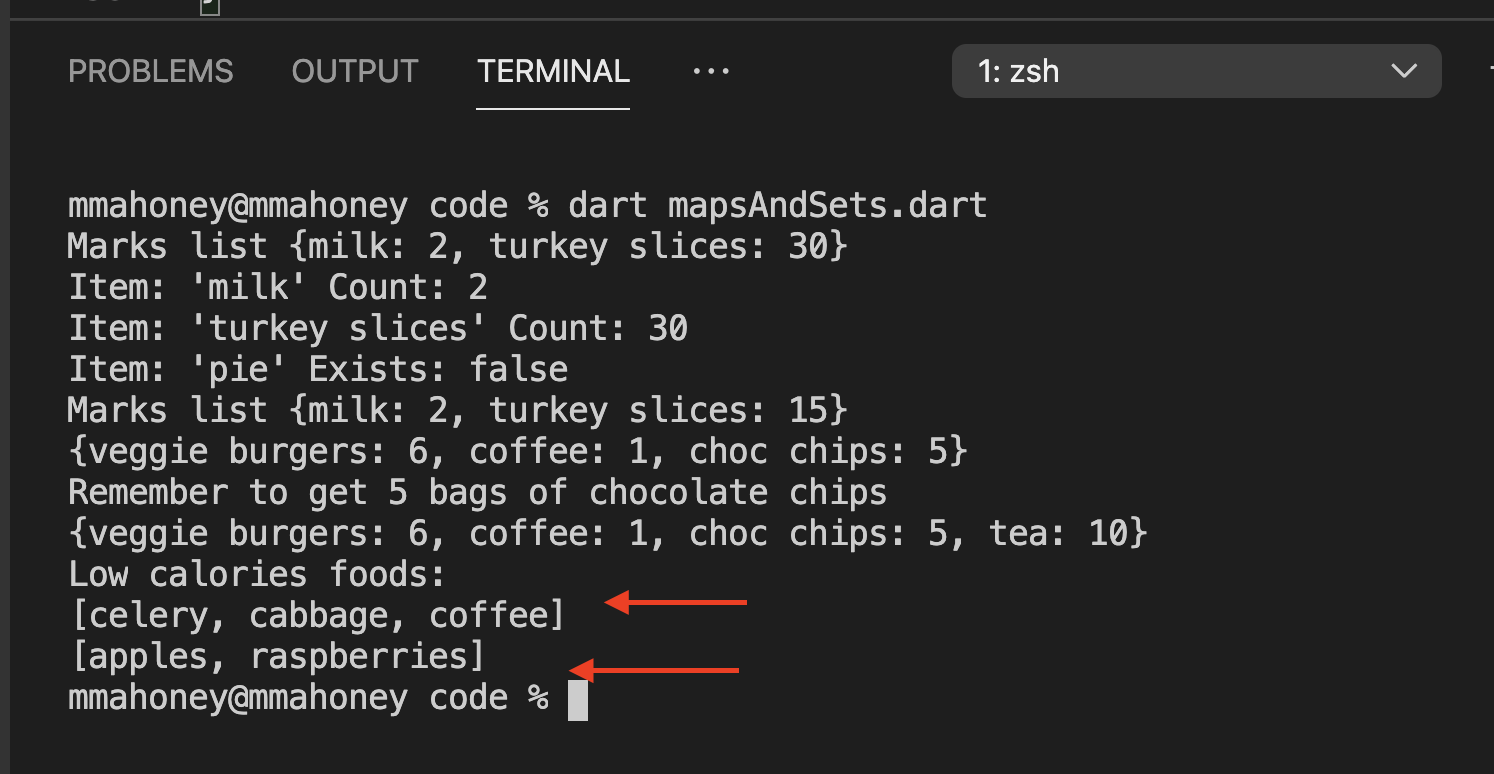 PROBLEMS OUTPUT TERMINAL ··· 1: zsh
mmahoney@mmahoney code % dart mapsAndSets.dart
Marks list {milk: 2, turkey slices: 30}
Item: 'milk' Count: 2
Item: 'turkey slices' Count: 30
Item: 'pie' Exists: false
Marks list {milk: 2, turkey slices: 15}
{veggie burgers: 6, coffee: 1, choc chips: 5}
Remember to get 5 bags of chocolate chips
{veggie burgers: 6, coffee: 1, choc chips: 5, tea: 10}
Low calories foods:
[celery, cabbage, coffee]
[apples, raspberries]
mmahoney@mmahoney code %